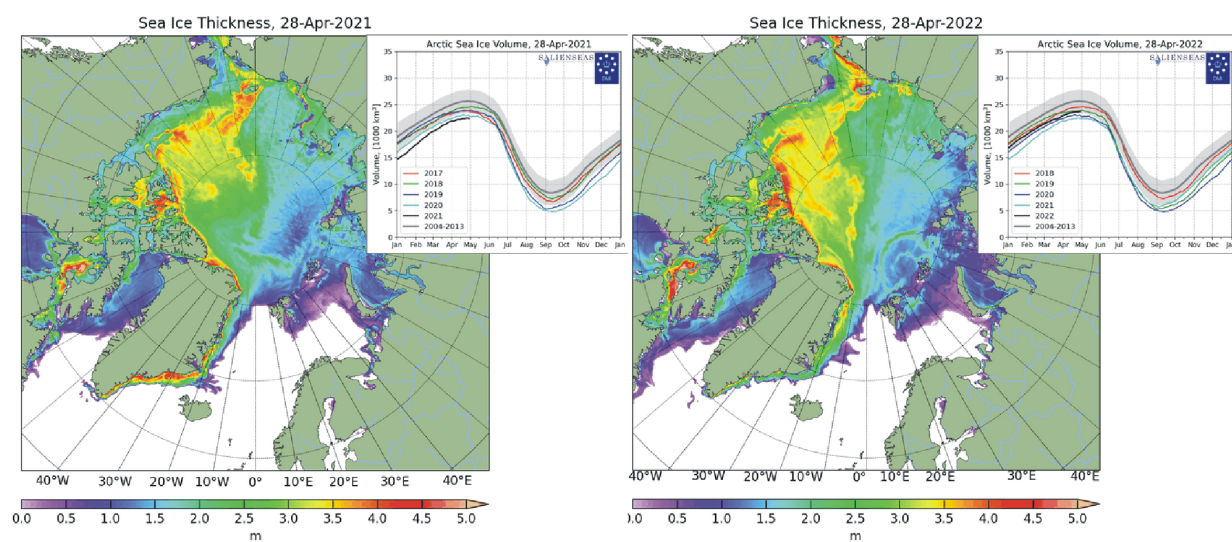 Sea Ice Thickness, 28-Apr-2021
Arctic Sea Ice Volume, 28-Apr-2021
SALIENSEAS
DMI
Volume, [1000 km³]
35
30
25
20
15
10
5
0
2017
2018
2019
2020
2021
2004-2013
Jan Feb Mar Apr May Jun Jul Aug Sep Oct Nov Dec Jan
40°W 30°W 20°W 10°W 0° 10°E 20°E 30°E 40°E
0.0 0.5 1.0 1.5 2.0 2.5 3.0 3.5 4.0 4.5 5.0
m
Sea Ice Thickness, 28-Apr-2022
Arctic Sea Ice Volume, 28-Apr-2022
SALIENSEAS
DMI
Volume, [1000 km³]
35
30
25
20
15
10
5
0
2018
2019
2020
2021
2022
2004-2013
Jan Feb Mar Apr May Jun Jul Aug Sep Oct Nov Dec Jan
40°W 30°W 20°W 10°W 0° 10°E 20°E 30°E 40°E
).0 0.5 1.0 1.5 2.0 2.5 3.0 3.5 4.0 4.5 5.0
m